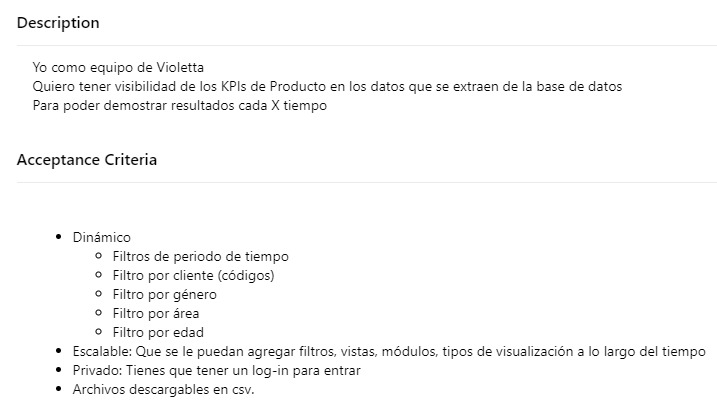 Description
Yo como equipo de Violetta
Quiero tener visibilidad de los KPIs de Producto en los datos que se extraen de la base de datos
Para poder demostrar resultados cada X tiempo
Acceptance Criteria
Dinámico
Filtros de periodo de tiempo
Filtro por cliente (códigos)
Filtro por género
Filtro por área
Filtro por edad
Escalable: Que se le puedan agregar filtros, vistas, módulos, tipos de visualización a lo largo del tiempo
Privado: Tienes que tener un log-in para entrar
Archivos descargables en csv.